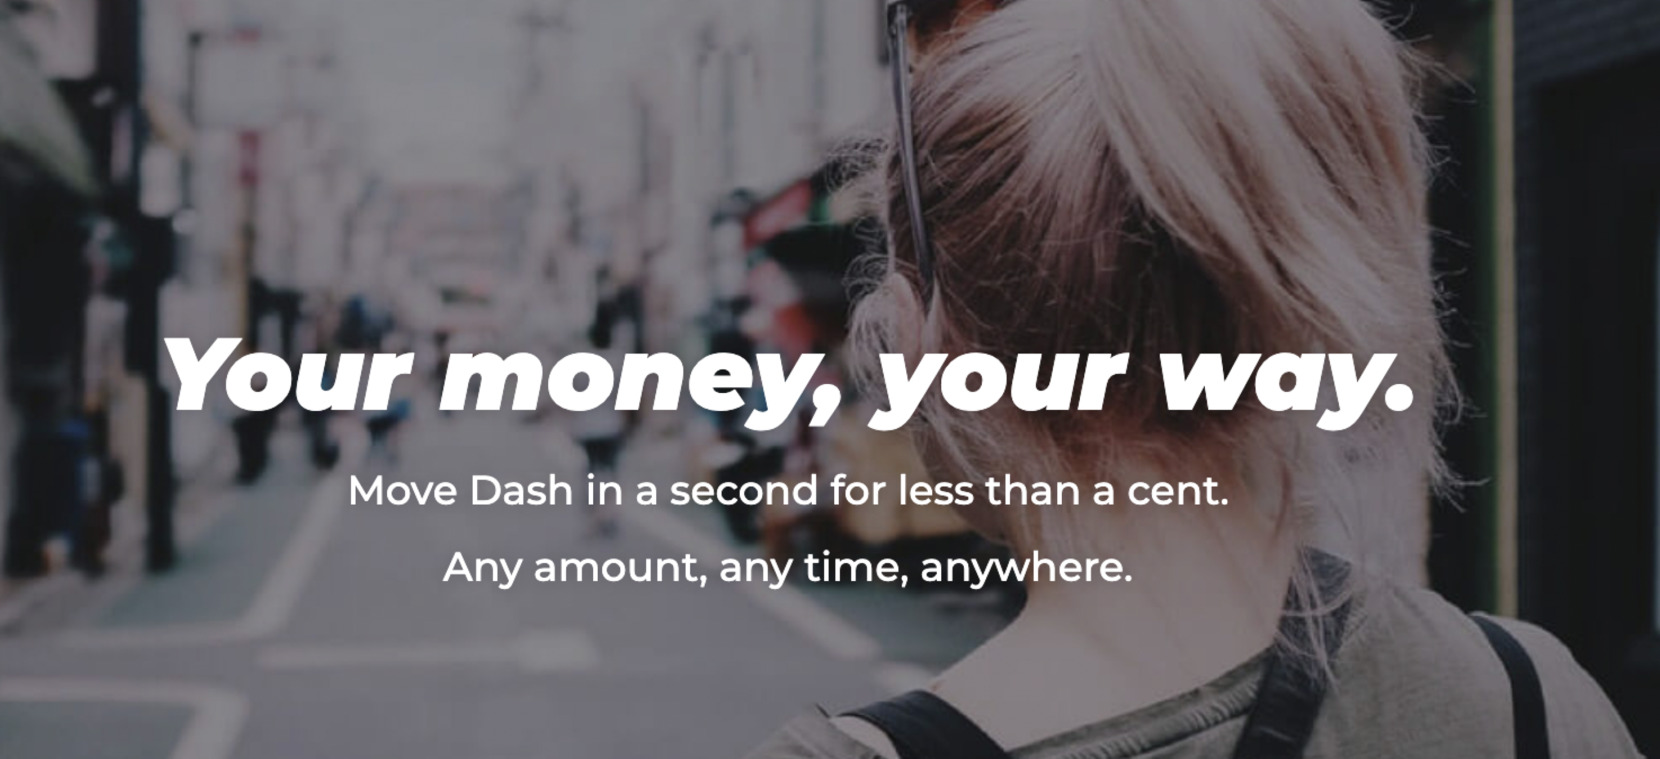 Your money, your way.
Move Dash in a second for less than a cent.
Any amount, any time, anywhere.